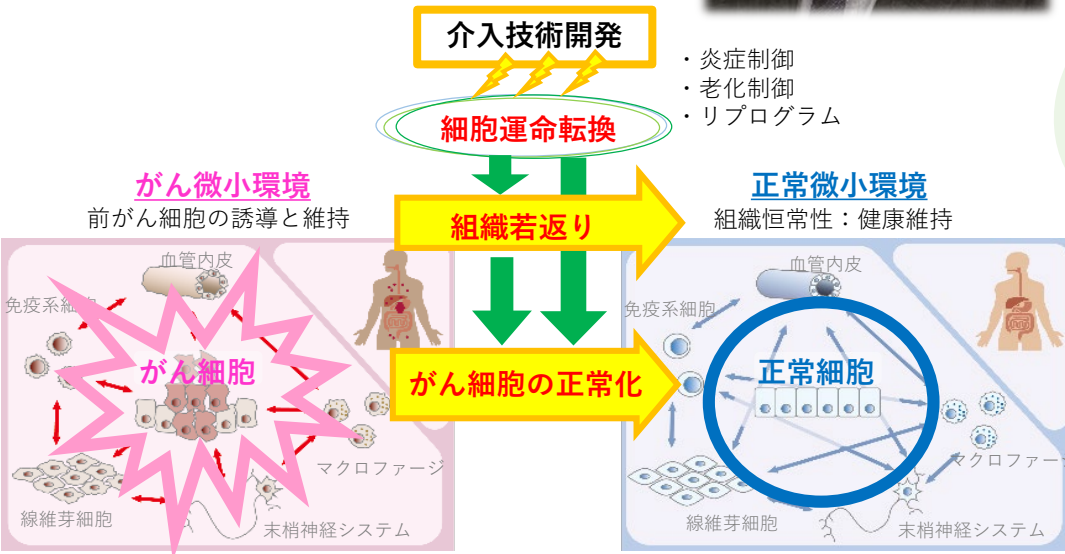 介入技術開発
・炎症制御
・老化制御
・リプログラム
細胞運命転換
がん微小環境
前がん細胞の誘導と維持
組織若返り
正常微小環境
組織恒常性：健康維持
血管内皮
免疫系細胞
がん細胞
マクロファージ
線維芽細胞
末梢神経システム
がん細胞の正常化
血管内皮
免疫系細胞
正常細胞
マクロファージ
線維芽細胞
末梢神経システム